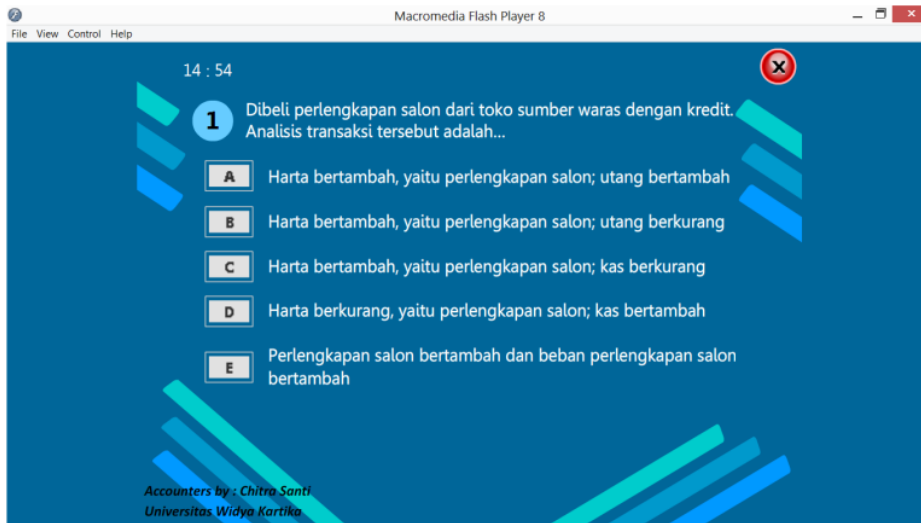 Macromedia Flash Player 8
File View Control Help
14 : 54
X
1
Dibeli perlengkapan salon dari toko sumber waras dengan kredit.
Analisis transaksi tersebut adalah...
A Harta bertambah, yaitu perlengkapan salon; utang bertambah
B Harta bertambah, yaitu perlengkapan salon; utang berkurang
C Harta bertambah, yaitu perlengkapan salon; kas berkurang
D Harta berkurang, yaitu perlengkapan salon; kas bertambah
E Perlengkapan salon bertambah dan beban perlengkapan salon
bertambah
Accounters by : Chitra Santi
Universitas Widya Kartika